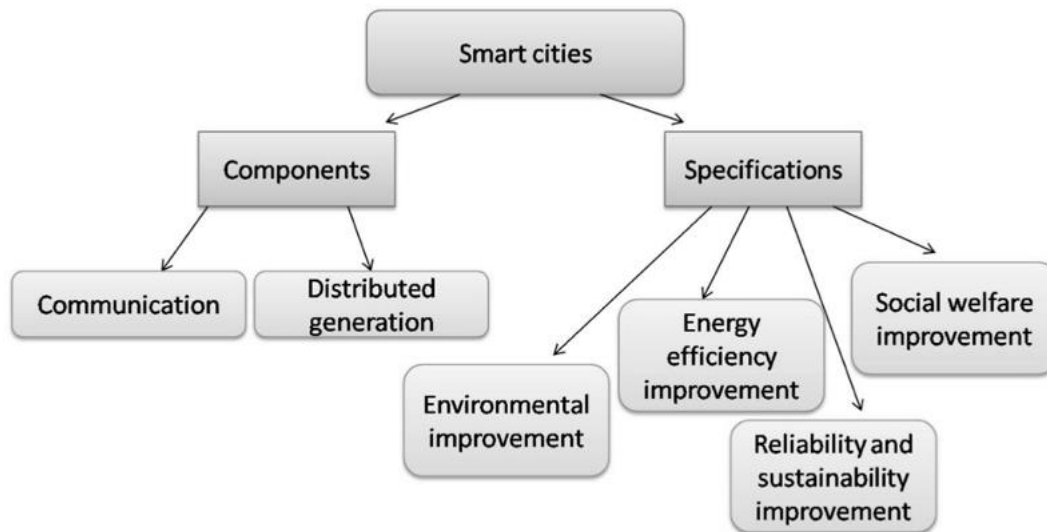 Smart cities
Components
Specifications
Communication
Distributed
generation
Environmental
improvement
Energy
efficiency
improvement
Reliability and
sustainability
improvement
Social welfare
improvement